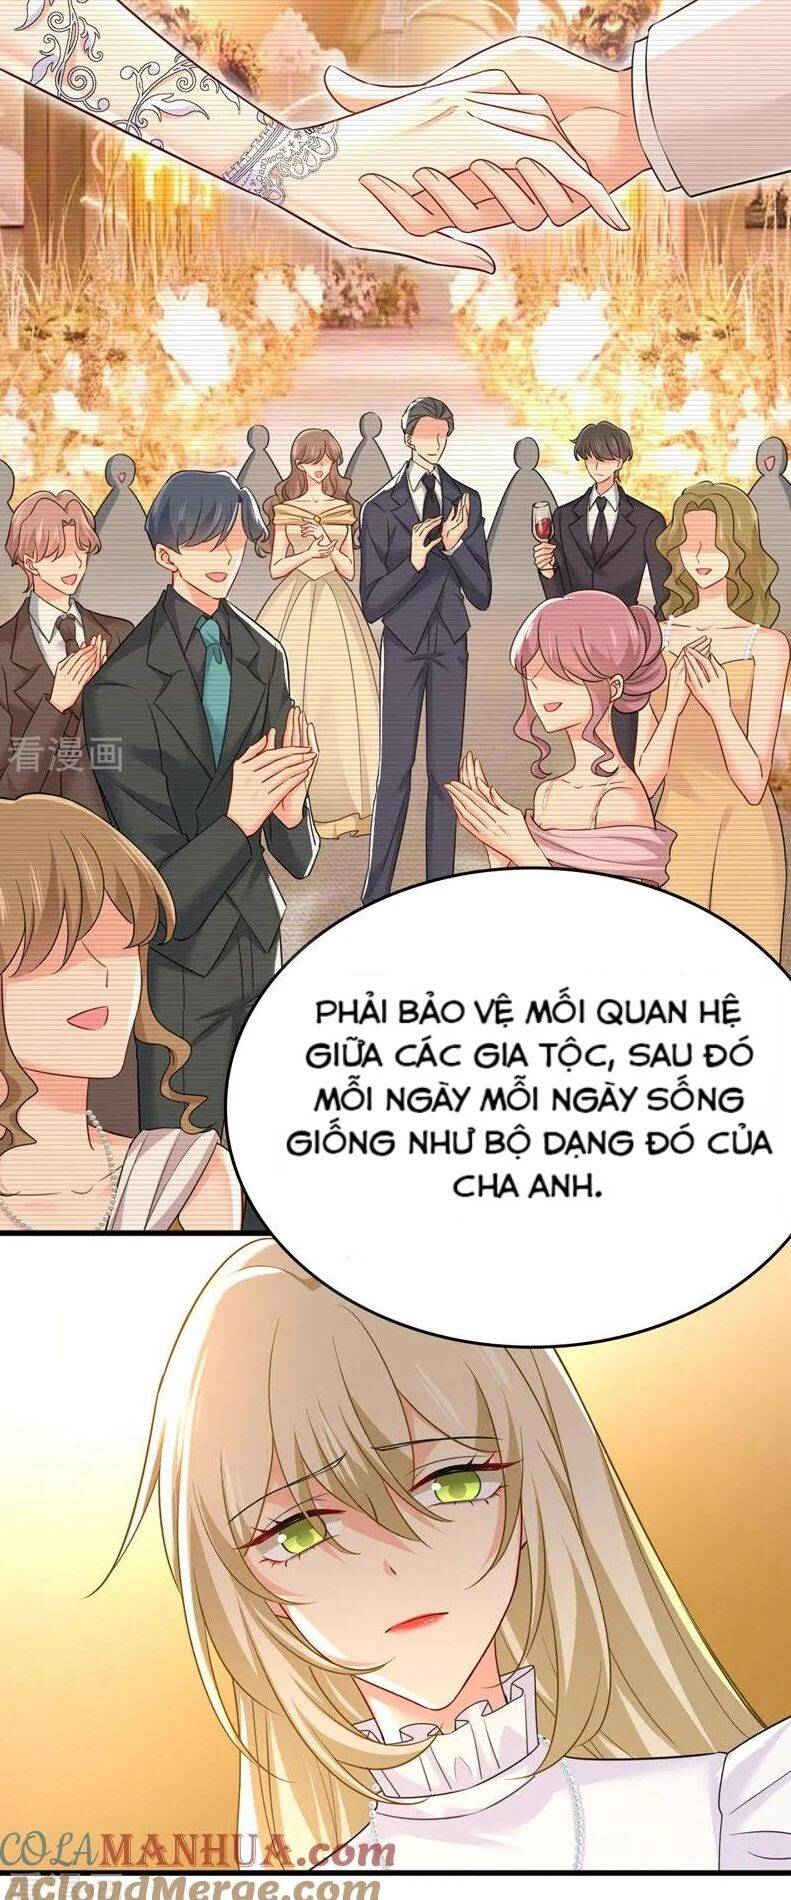 看漫画
PHẢI BẢO VỆ MỐI QUAN HỆ
GIỮA CÁC GIA TỘC, SAU ĐÓ
MỖI NGÀY MỖI NGÀY SỐNG
GIỐNG NHƯ BỘ DẠNG ĐÓ CỦA
CHA ANH.
COLAMANHUA.com
AcloudMerge.com